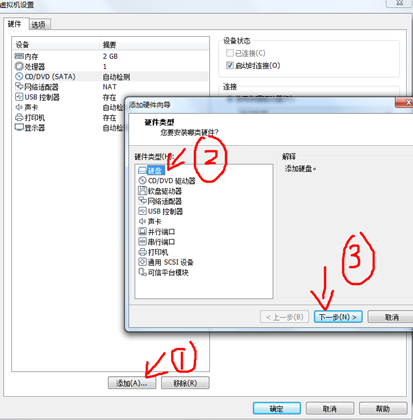 虚拟机设置
硬件
选项
设备
摘要
内存
2 GB
处理器
1
CD/DVD (SATA)
自动检测
网络适配器
NAT
USB 控制器
存在
声卡
自动检
打印机
存在
显示器
自动检
设备状态
已连接(C)
启动时连接(O)
连接
添加硬件向导
硬件类型
您要安装哪类硬件?
硬件类型(H):
解释
硬盘
添加硬盘。
CD/DVD 驱动器
软盘驱动器
网络适配器
USB 控制器
声卡
并行端口
串行端口
打印机
通用 SCSI 设备
可信平台模块
②
③
< 上一步(B)
下一步(N) >
取消
①
添加(A)...
移除(R)
确定
取消
帮助